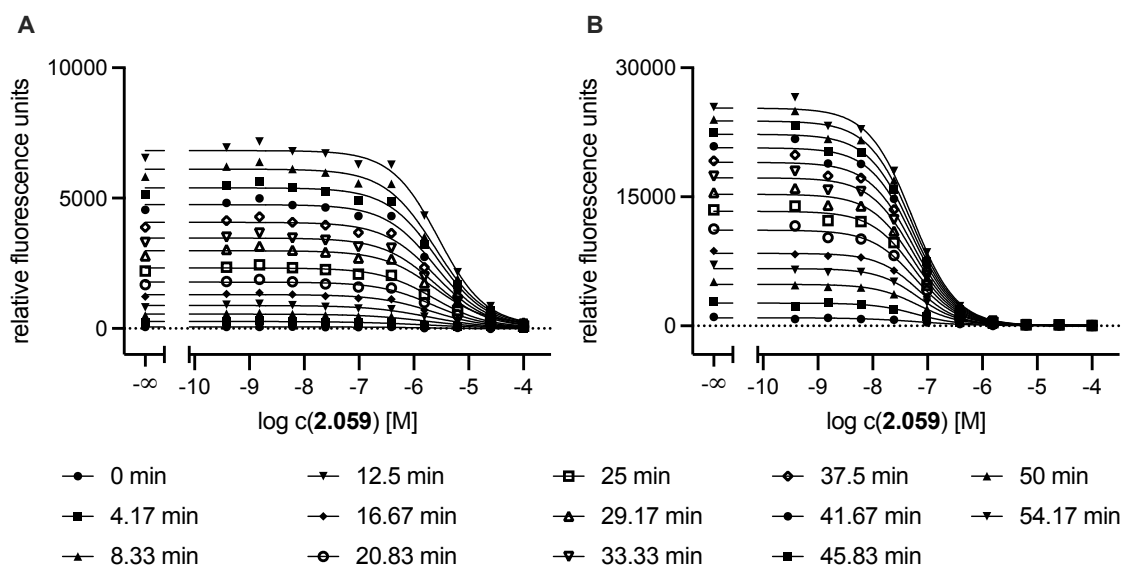 A
B
relative fluorescence units
10000
5000
0
-∞ -10 -9 -8 -7 -6 -5 -4
log c(2.059) [M]
relative fluorescence units
30000
15000
0
-∞ -10 -9 -8 -7 -6 -5 -4
log c(2.059) [M]
0 min 12.5 min 25 min 37.5 min 50 min
4.17 min 16.67 min 29.17 min 41.67 min 54.17 min
8.33 min 20.83 min 33.33 min 45.83 min